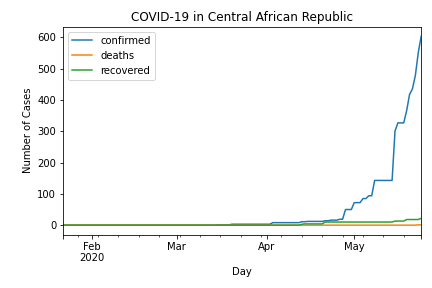 COVID-19 in Central African Republic
confirmed
deaths
recovered
Number of Cases
600
500
400
300
200
100
0
Feb
2020
Mar
Apr
May
Day